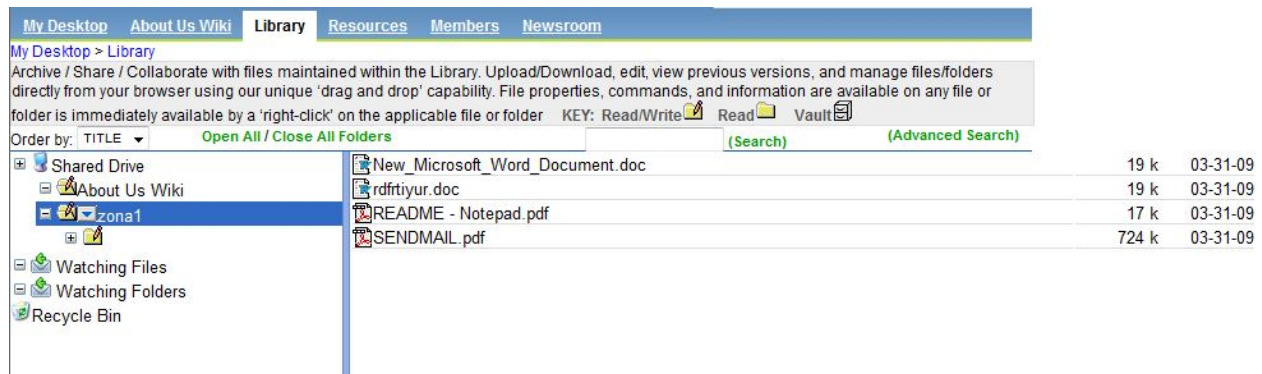 My Desktop About Us Wiki Library Resources Members Newsroom
My Desktop > Library
Archive / Share / Collaborate with files maintained within the Library. Upload/Download, edit, view previous versions, and manage files/folders
directly from your browser using our unique 'drag and drop' capability. File properties, commands, and information are available on any file or
folder is immediately available by a 'right-click' on the applicable file or folder KEY: Read/Write Read Vault
Order by: TITLE Open All / Close All Folders (Search) (Advanced Search)
Shared Drive
About Us Wiki
zona1
Watching Files
Watching Folders
Recycle Bin
New_Microsoft_Word_Document.doc 19 k 03-31-09
rdfrtiyur.doc 19 k 03-31-09
README - Notepad.pdf 17 k 03-31-09
SENDMAIL.pdf 724 k 03-31-09